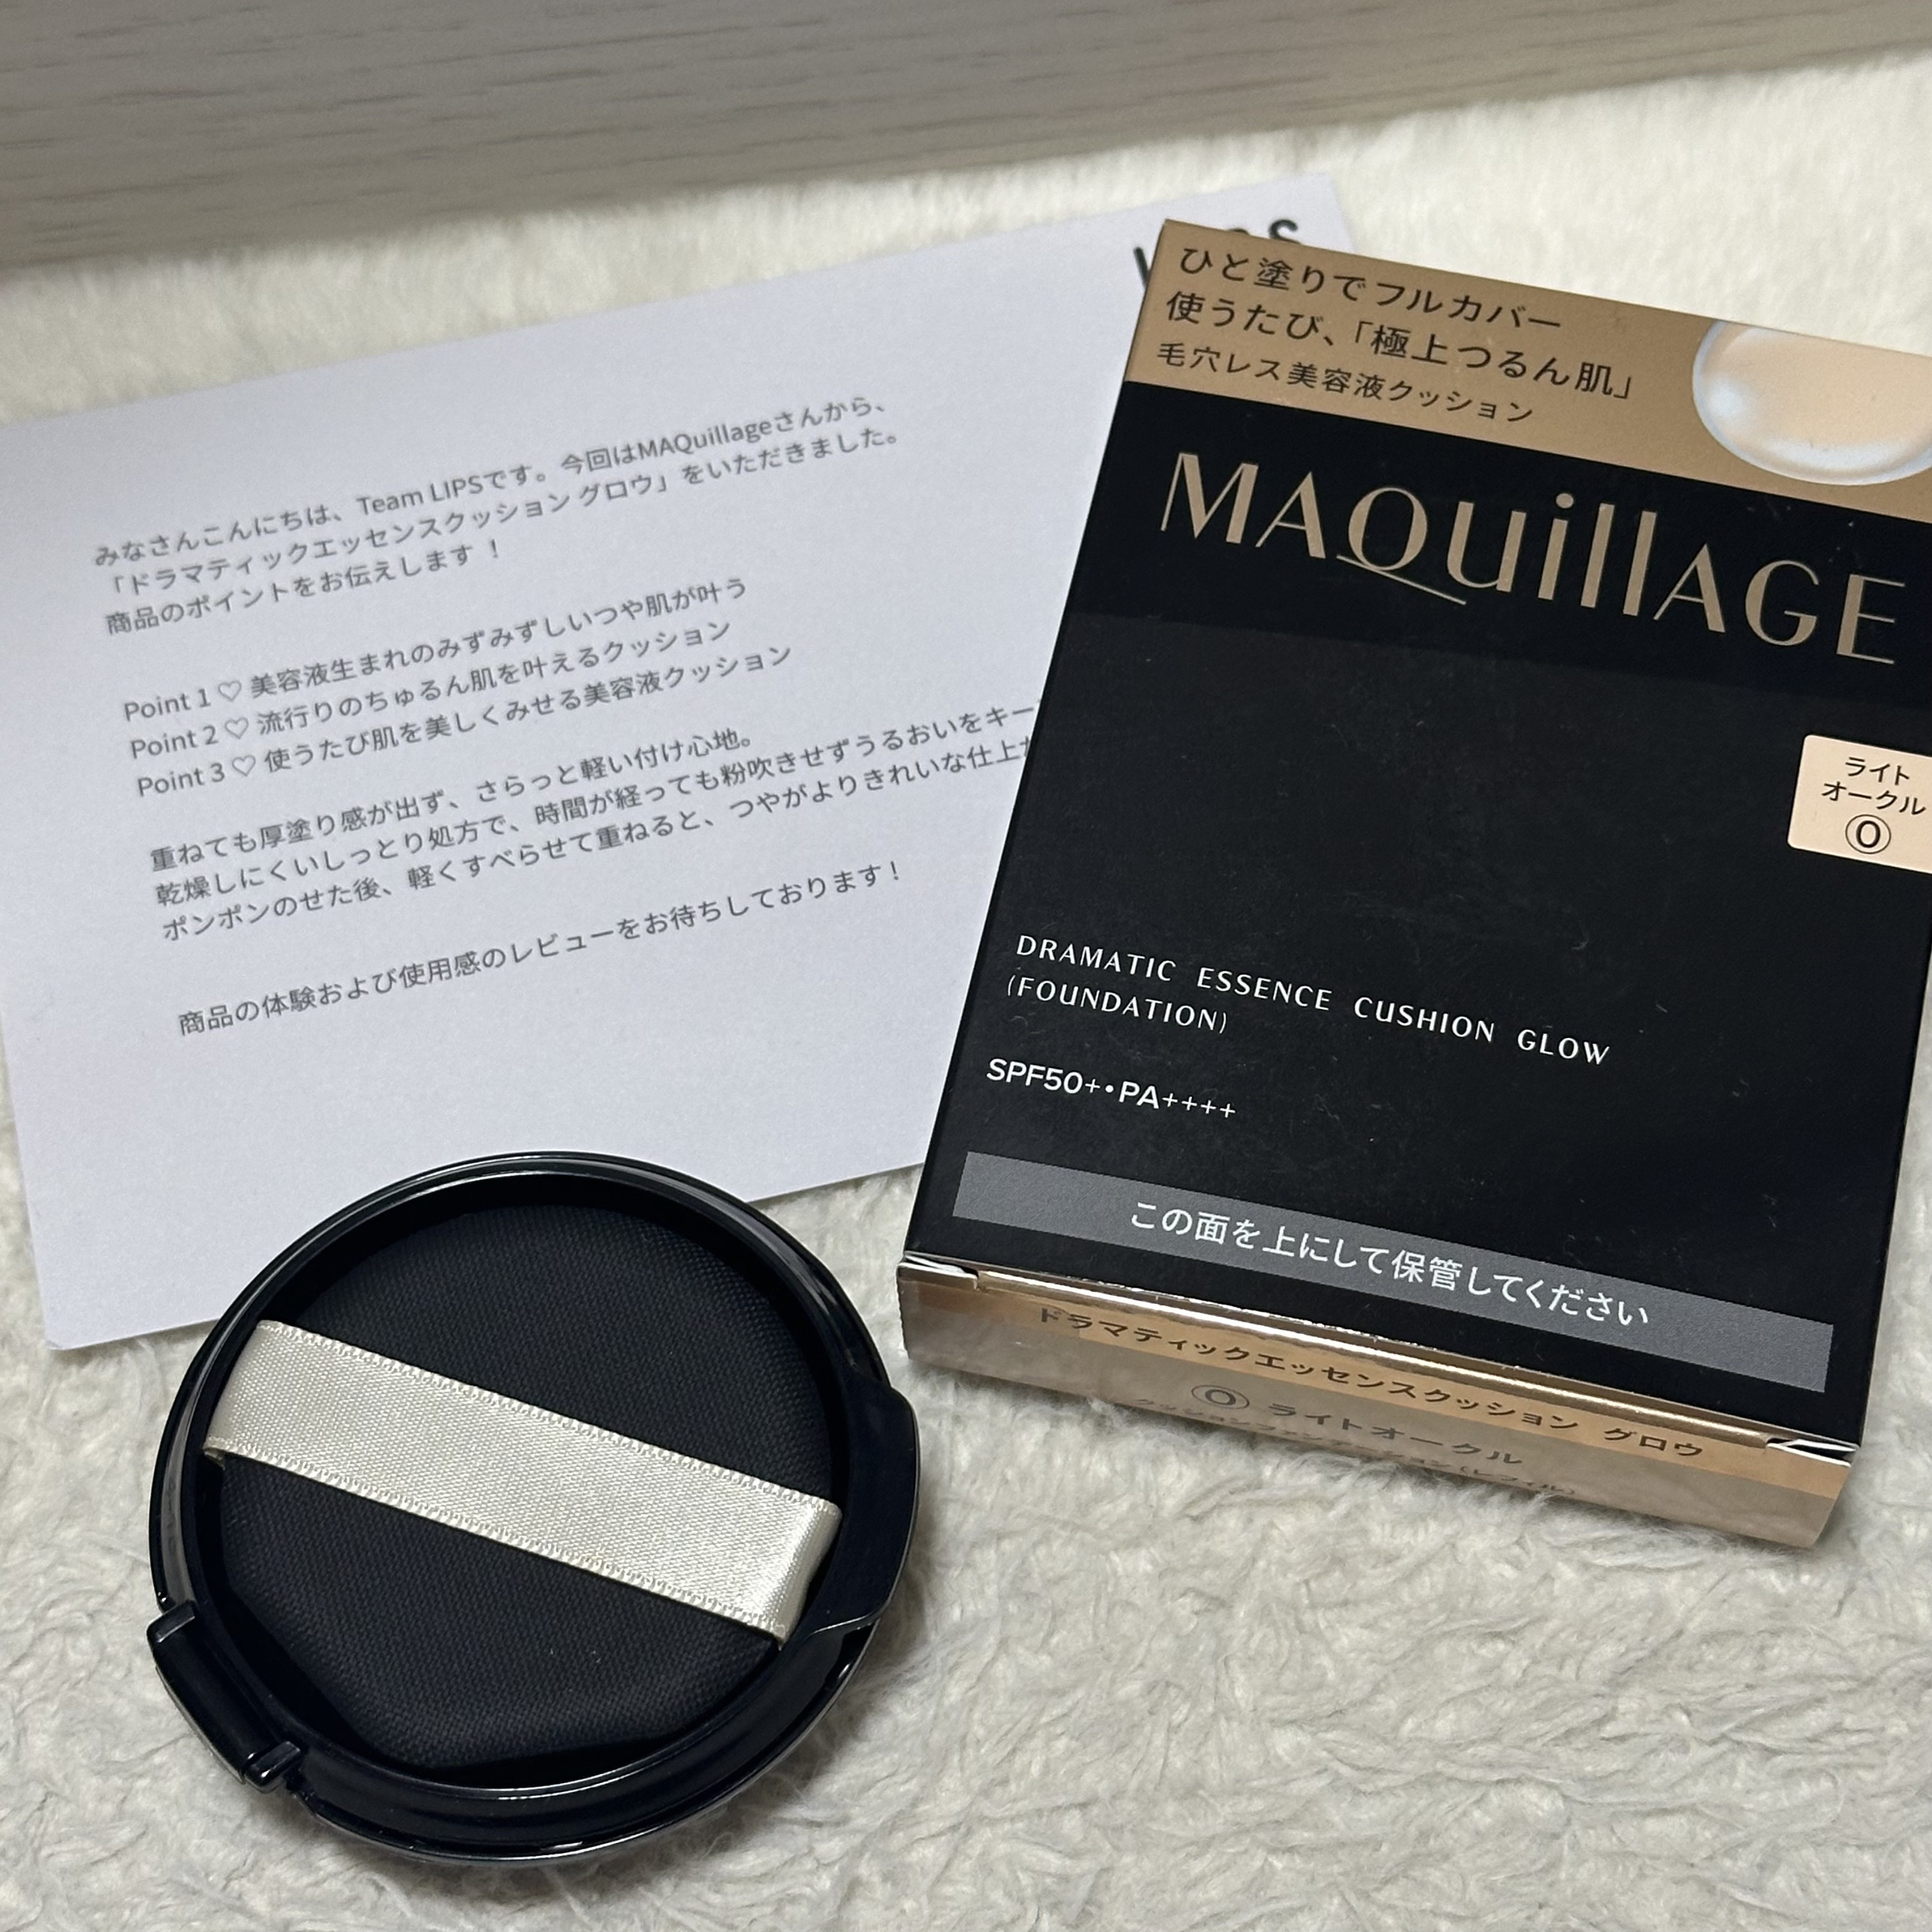 みなさんこんにちは、Team LIPSです。今回はMAQuillageさんから、
「ドラマティックエッセンスクッション グロウ」をいただきました。
商品のポイントをお伝えします！
Point 1 ♡ 美容液生まれのみずみずしいつや肌が叶う
Point 2 ♡ 流行りのちゅるん肌を叶えるクッション
Point 3 ♡ 使うたび肌を美しくみせる美容液クッション
重ねても厚塗り感が出ず、さらっと軽い付け心地。
乾燥しにくいしっとり処方で、時間が経っても粉吹きせずうるおいをキー
ポンポンのせた後、軽くすべらせて重ねると、つやがよりきれいな仕上
商品の体験および使用感のレビューをお待ちしております！
ひと塗りでフルカバー
使うたび、「極上つるん肌」
毛穴レス美容液クッション
MAQuillAGE
ライト
オークル
Ⓞ
DRAMATIC ESSENCE CUSHION GLOW
(FOUNDATION)
SPF50+・PA++++
この面を上にして保管してください
ドラマティックエッセンスクッション グロウ
Ⓞ ライトオークル
クッションファンデーション(レフィル)